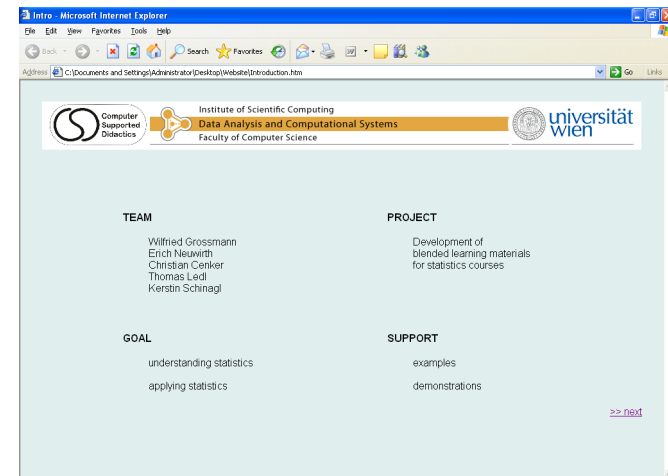 Intro - Microsoft Internet Explorer
File Edit View Favorites Tools Help
Back Search Favorites
Address C:\Documents and Settings\Administrator\Desktop\Website\Introduction.htm Go Links
Computer
Supported
Didactics
Institute of Scientific Computing
Data Analysis and Computational Systems
Faculty of Computer Science
universität
wien
TEAM
Wilfried Grossmann
Erich Neuwirth
Christian Cenker
Thomas Ledl
Kerstin Schinagl
PROJECT
Development of
blended learning materials
for statistics courses
GOAL
understanding statistics
applying statistics
SUPPORT
examples
demonstrations
>> next